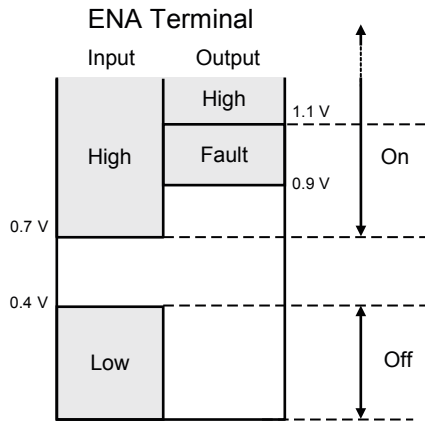 ENA Terminal
Input Output
High
1.1 V
High
Fault
On
0.9 V
0.7 V
0.4 V
Low
Off